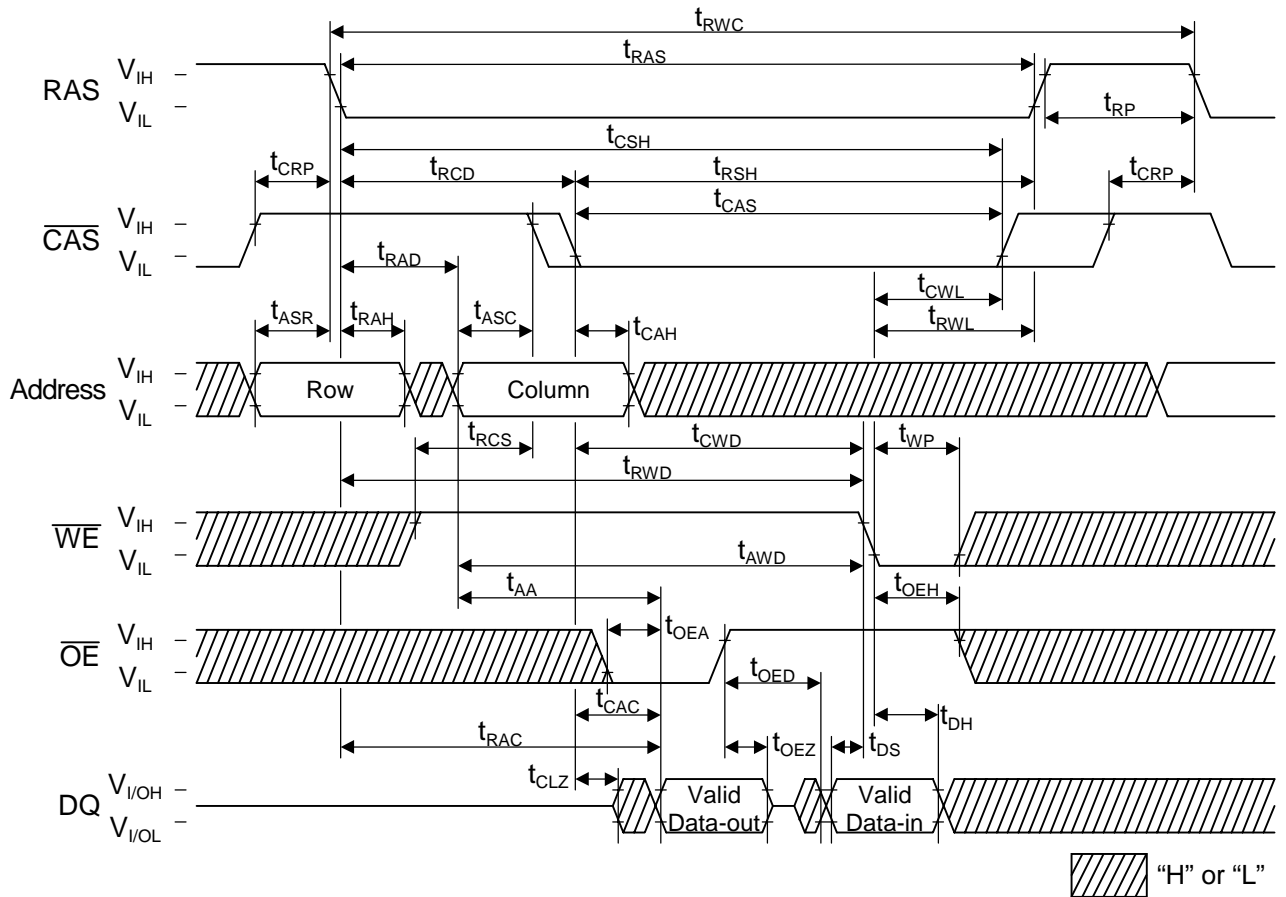 tRWC
tRAS
RAS
VIH
VIL
tRP
tCSH
tCRP
tRCD
tRSH
tCRP
tCAS
CAS
VIH
VIL
tRAD
tCWL
tASR
tRAH
tASC
tCAH
tRWL
Address
VIH
VIL
Row
Column
tRCS
tCWD
tWP
tRWD
WE
VIH
VIL
tAWD
tAA
tOEH
tOEA
OE
VIH
VIL
tOED
tCAC
tDH
tRAC
tOEZ
tDS
tCLZ
DQ
VI/OH
VI/OL
Valid
Data-out
Valid
Data-in
“H” or “L”